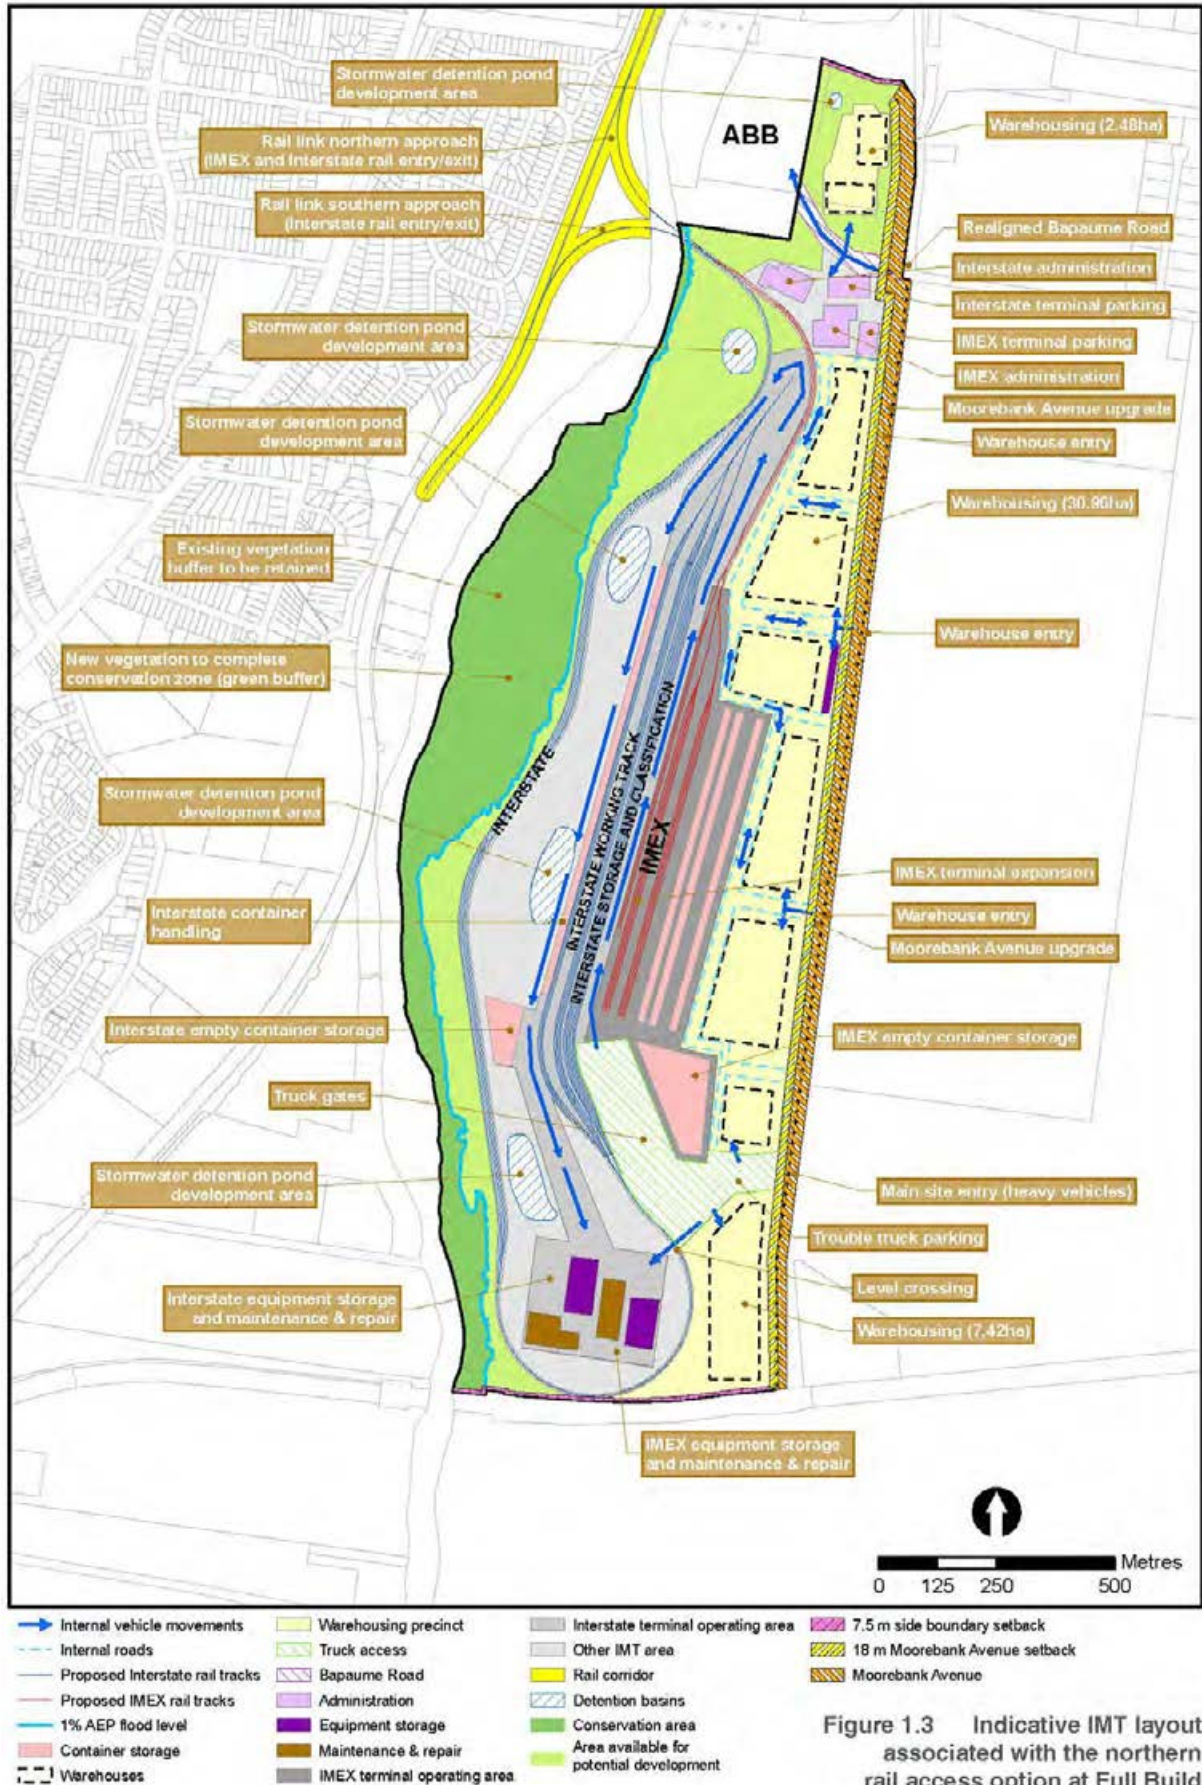 Stormwater detention pond
development area
Rail link northern approach
(IMEX and Interstate rail entry/exit)
Rail link southern approach
(Interstate rail entry/exit)
Stormwater detention pond
development area
Stormwater detention pond
development area
Existing vegetation
buffer to be retained
New vegetation to complete
conservation zone (green buffer)
Stormwater detention pond
development area
Interstate container
handling
Interstate empty container storage
Truck gates
Stormwater detention pond
development area
Interstate equipment storage
and maintenance & repair
ABB
INTERSTATE
INTERSTATE WORKING TRACK
INTERSTATE STORAGE AND CLASSIFICATION
IMEX
Warehousing (2.48ha)
Realigned Bapaume Road
Interstate administration
Interstate terminal parking
IMEX terminal parking
IMEX administration
Moorebank Avenue upgrade
Warehouse entry
Warehousing (30.96ha)
Warehouse entry
IMEX terminal expansion
Warehouse entry
Moorebank Avenue upgrade
IMEX empty container storage
Main site entry (heavy vehicles)
Trouble truck parking
Level crossing
Warehousing (7.42ha)
IMEX equipment storage
and maintenance & repair
Metres
0 125 250 500
Internal vehicle movements
Internal roads
Proposed Interstate rail tracks
Proposed IMEX rail tracks
1% AEP flood level
Container storage
Warehouses
Warehousing precinct
Truck access
Bapaume Road
Administration
Equipment storage
Maintenance & repair
IMEX terminal operating area
Interstate terminal operating area
Other IMT area
Rail corridor
Detention basins
Conservation area
Area available for
potential development
7.5 m side boundary setback
18 m Moorebank Avenue setback
Moorebank Avenue
Figure 1.3 Indicative IMT layout
associated with the northern
rail access option at Full Build